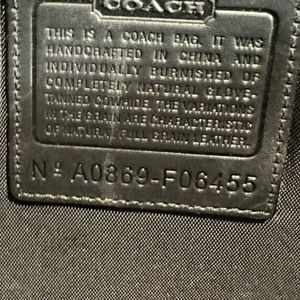 COACH
THIS IS A COACH BAG. IT WAS
HANDCRAFTED IN CHINA AND
INDIVIDUALLY BURNISHED OF
COMPLETELY NATURAL GLOVE
TANNED COWHIDE. THE VARIATIONS
IN THE GRAIN ARE CHARACTERISTIC
OF NATURAL FULL GRAIN LEATHER.
Nº A0869-F06455